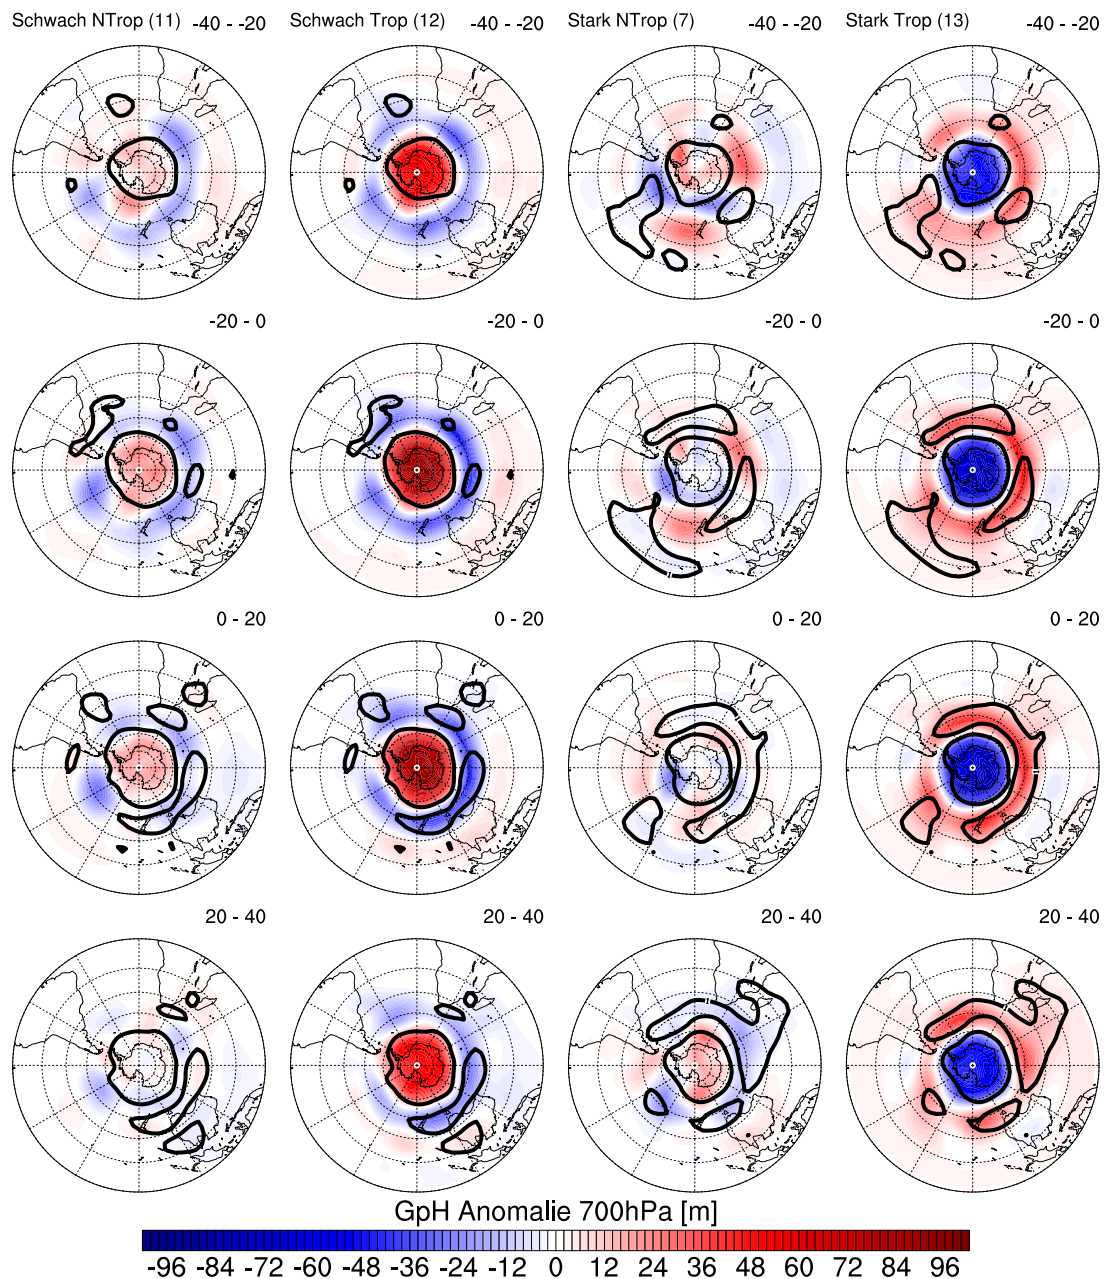 Schwach NTrop (11) -40 - -20 Schwach Trop (12) -40 - -20 Stark NTrop (7) -40 - -20 Stark Trop (13) -40 - -20
-20 - 0 -20 - 0 -20 - 0 -20 - 0
0 - 20 0 - 20 0 - 20 0 - 20
20 - 40 20 - 40 20 - 40 20 - 40
GpH Anomalie 700hPa [m]
-96 -84 -72 -60 -48 -36 -24 -12 0 12 24 36 48 60 72 84 96